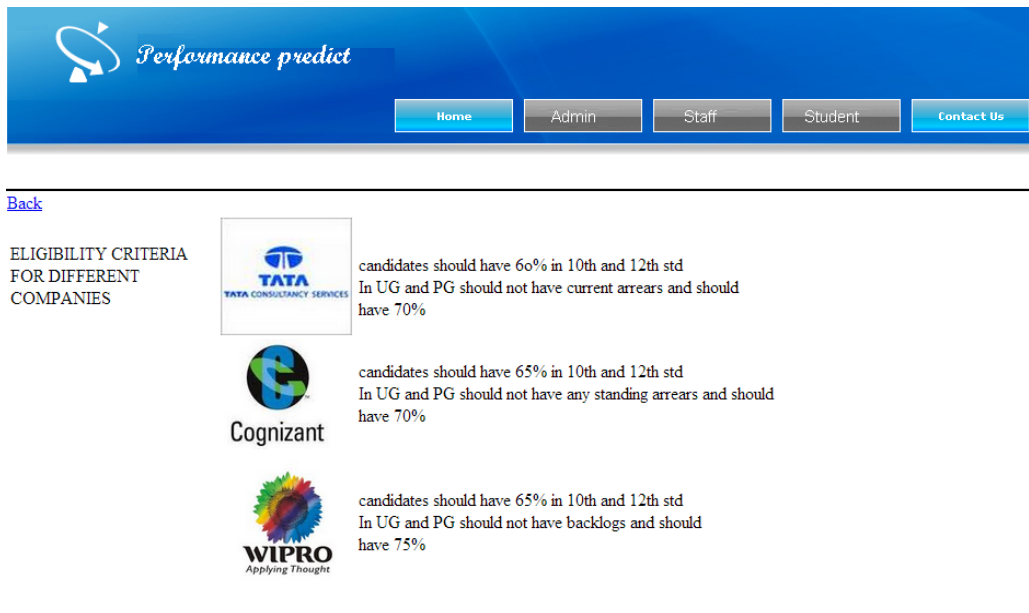 Performance predict
Home
Admin
Staff
Student
Contact Us
Back
ELIGIBILITY CRITERIA
FOR DIFFERENT
COMPANIES
TATA
TATA CONSULTANCY SERVICES
candidates should have 6o% in 10th and 12th std
In UG and PG should not have current arrears and should
have 70%
Cognizant
candidates should have 65% in 10th and 12th std
In UG and PG should not have any standing arrears and should
have 70%
WIPRO
Applying Thought
candidates should have 65% in 10th and 12th std
In UG and PG should not have backlogs and should
have 75%